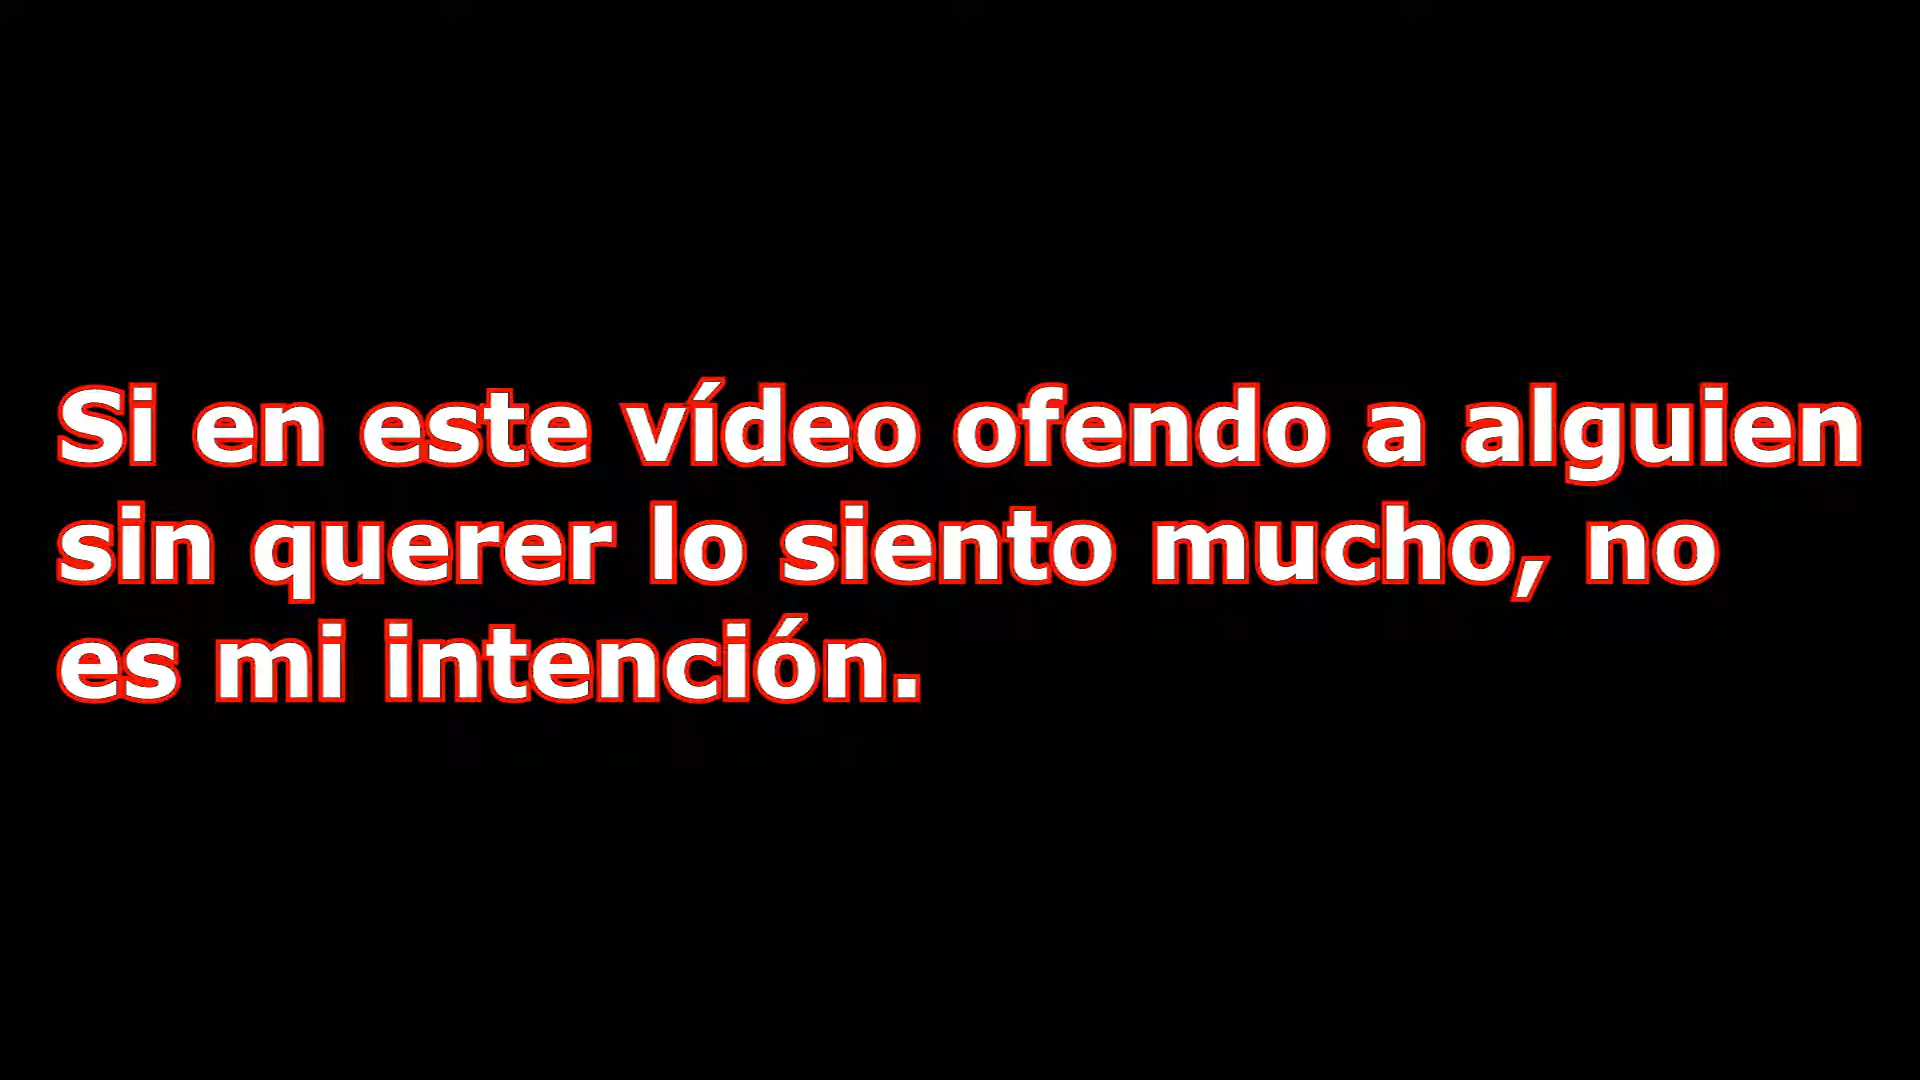 Si en este vídeo ofendo a alguien
sin querer lo siento mucho, no
es mi intención.